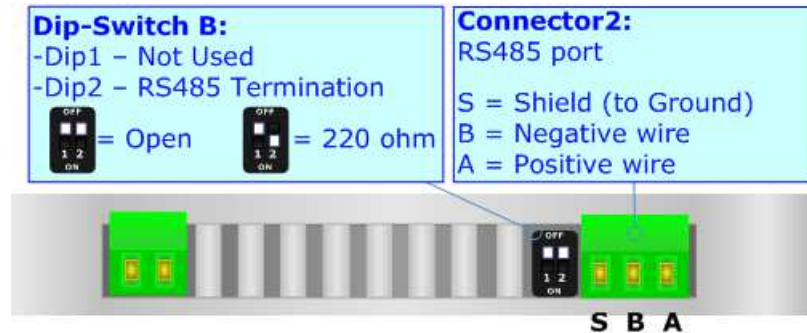 Dip-Switch B:
-Dip1 – Not Used
-Dip2 – RS485 Termination
OFF
1 2
ON
= Open
OFF
1 2
ON
= 220 ohm
Connector2:
RS485 port
S = Shield (to Ground)
B = Negative wire
A = Positive wire
OFF
1 2
ON
S B A